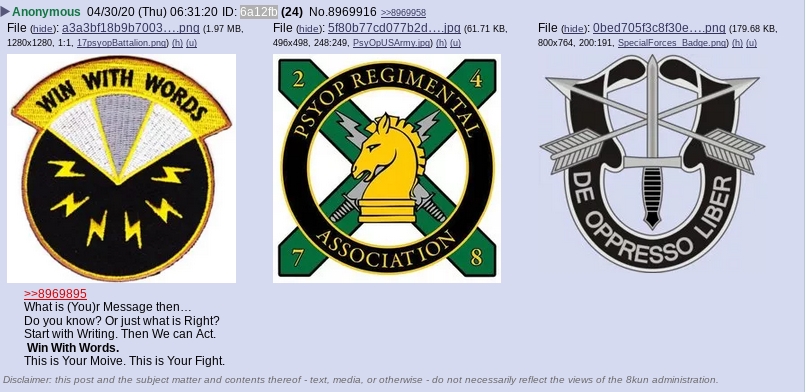 Anonymous 04/30/20 (Thu) 06:31:20 ID: 6a12fb (24) No.8969916 >>8969958
File (hide): a3a3bf18b9b7003….png (1.97 MB, 1280x1280, 1:1, 17psyopBattalion.png) (h) (u)
File (hide): 5f80b77cd077b2d….jpg (61.71 KB, 496x498, 248:249, PsyOpUSArmy.jpg) (h) (u)
File (hide): 0bed705f3c8f30e….png (179.68 KB, 800x764, 200:191, SpecialForces_Badge.png) (h) (u)
WIN WITH WORDS
2 4
PSYOP REGIMENTAL
ASSOCIATION
7 8
DE OPPRESSO LIBER
>>8969895
What is (You)r Message then…
Do you know? Or just what is Right?
Start with Writing. Then We can Act.
Win With Words.
This is Your Moive. This is Your Fight.
Disclaimer: this post and the subject matter and contents thereof - text, media, or otherwise - do not necessarily reflect the views of the 8kun administration.